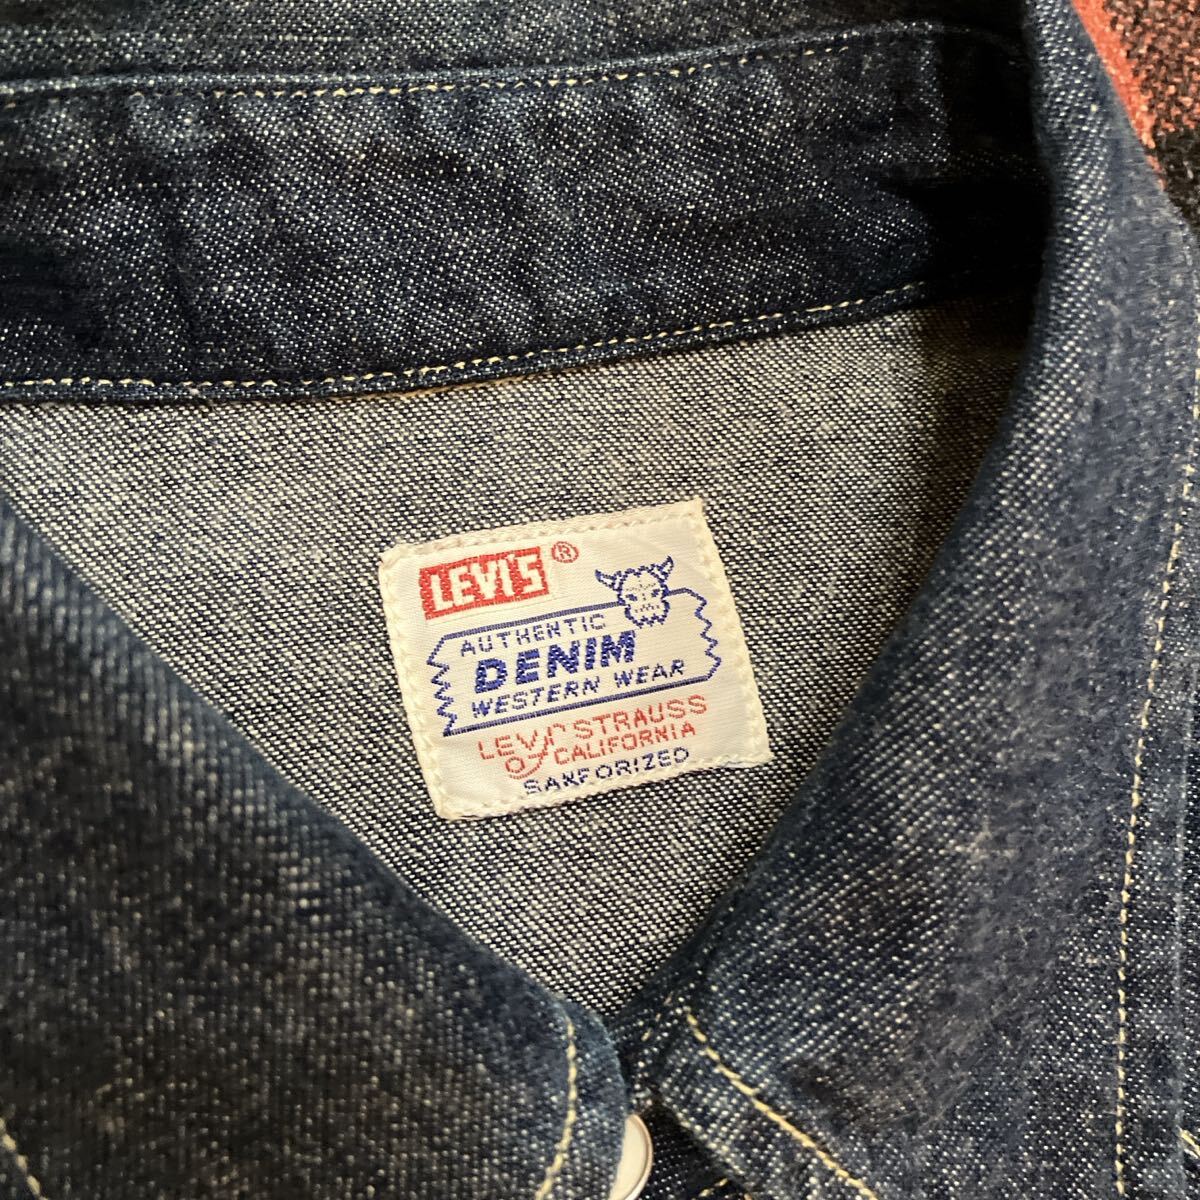 LEVI'S ®
AUTHENTIC
DENIM
WESTERN WEAR
LEVI STRAUSS
OF CALIFORNIA
SANFORIZED